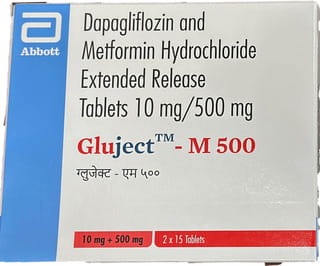 Abbott
Dapagliflozin and
Metformin Hydrochloride
Extended Release
Tablets 10 mg/500 mg
Gluject™- M 500
ग्लुजेक्ट - एम ५००
10 mg + 500 mg
2 x 15 Tablets